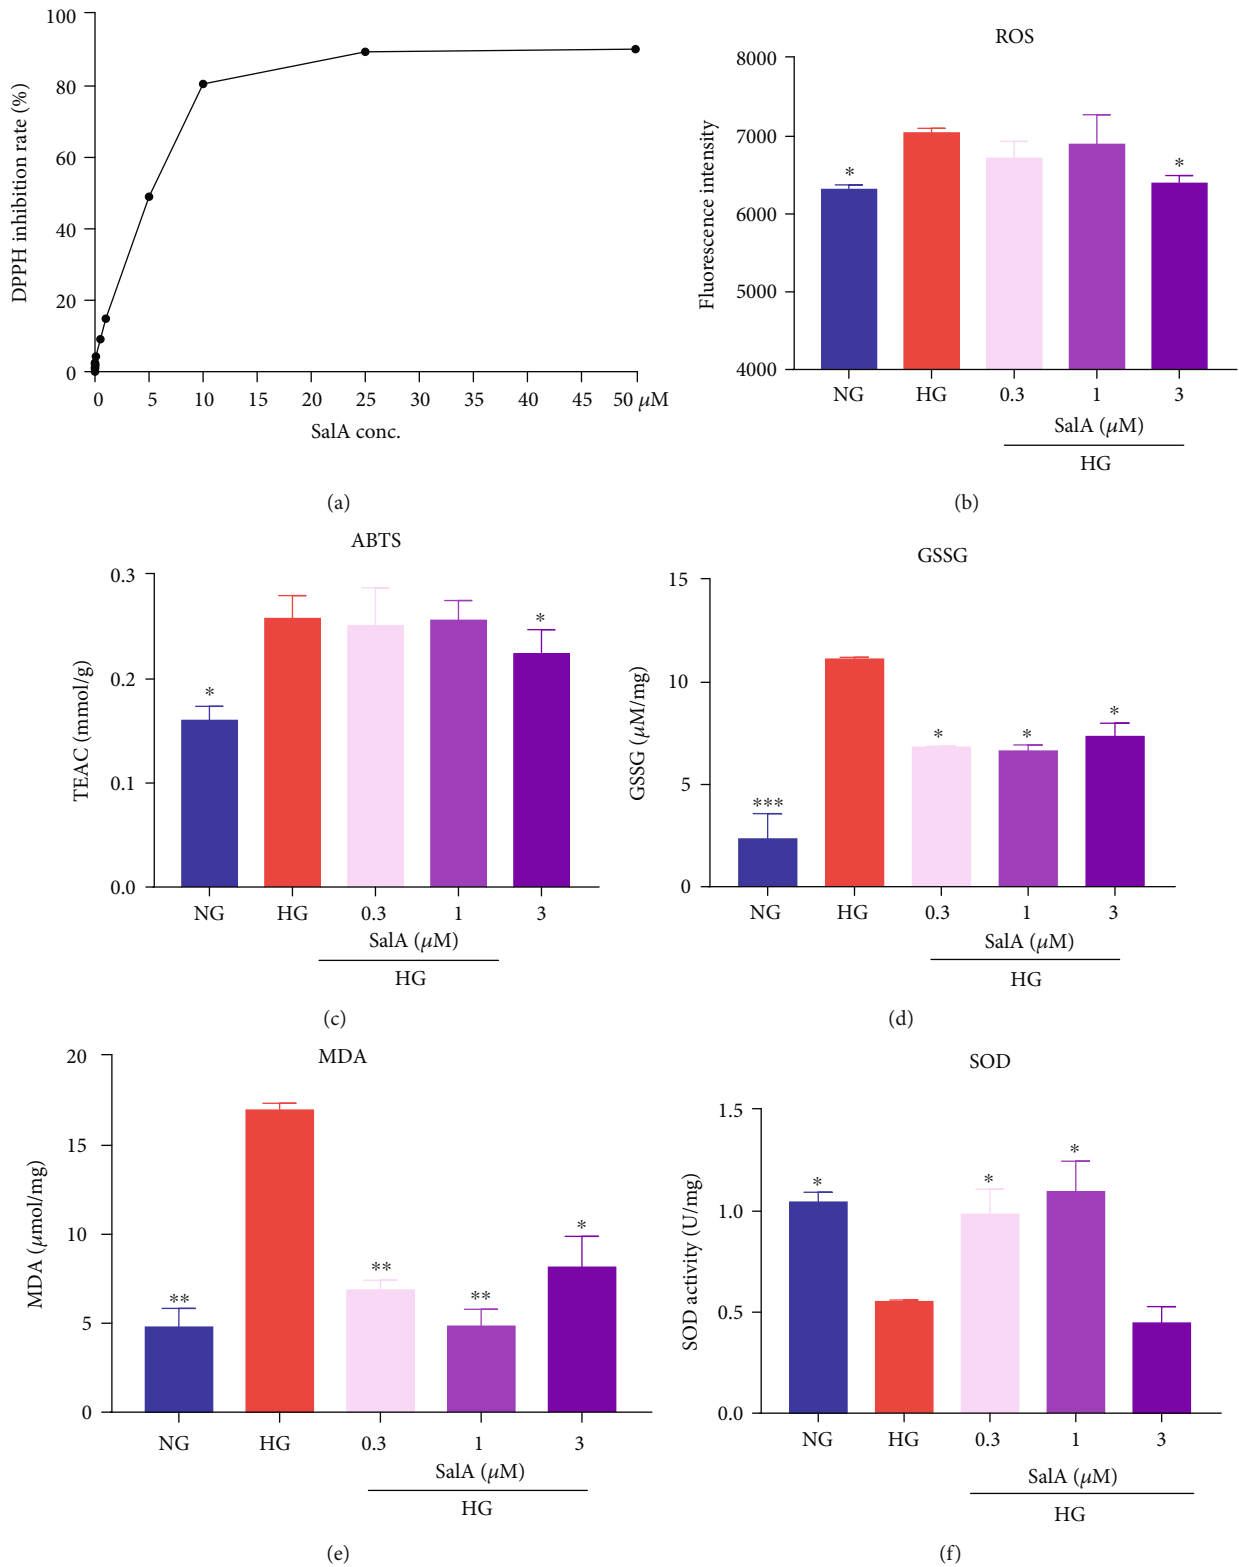 100
80
60
40
20
0
DPPH inhibition rate (%)
0 5 10 15 20 25 30 35 40 45 50 μM
SalA conc.
(a)
ROS
8000
7000
6000
5000
4000
Fluorescence intensity
* *
NG HG 0.3 1 3
SalA (μM)
HG
(b)
ABTS
0.3
0.2
0.1
0.0
TEAC (mmol/g)
* *
NG HG 0.3 1 3
SalA (μM)
HG
(c)
GSSG
15
10
5
0
GSSG (μM/mg)
*** * * *
NG HG 0.3 1 3
SalA (μM)
HG
(d)
MDA
20
15
10
5
0
MDA (μmol/mg)
** ** ** *
NG HG 0.3 1 3
SalA (μM)
HG
(e)
SOD
1.5
1.0
0.5
0.0
SOD activity (U/mg)
* * *
NG HG 0.3 1 3
SalA (μM)
HG
(f)